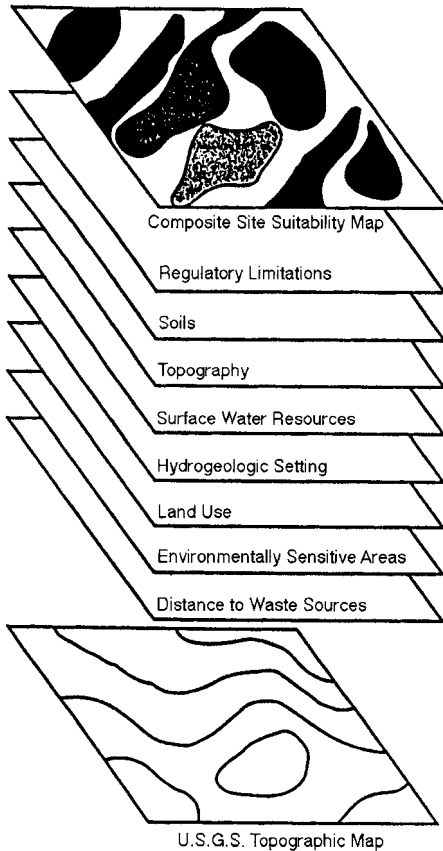 Composite Site Suitability Map
Regulatory Limitations
Soils
Topography
Surface Water Resources
Hydrogeologic Setting
Land Use
Environmentally Sensitive Areas
Distance to Waste Sources
U.S.G.S. Topographic Map